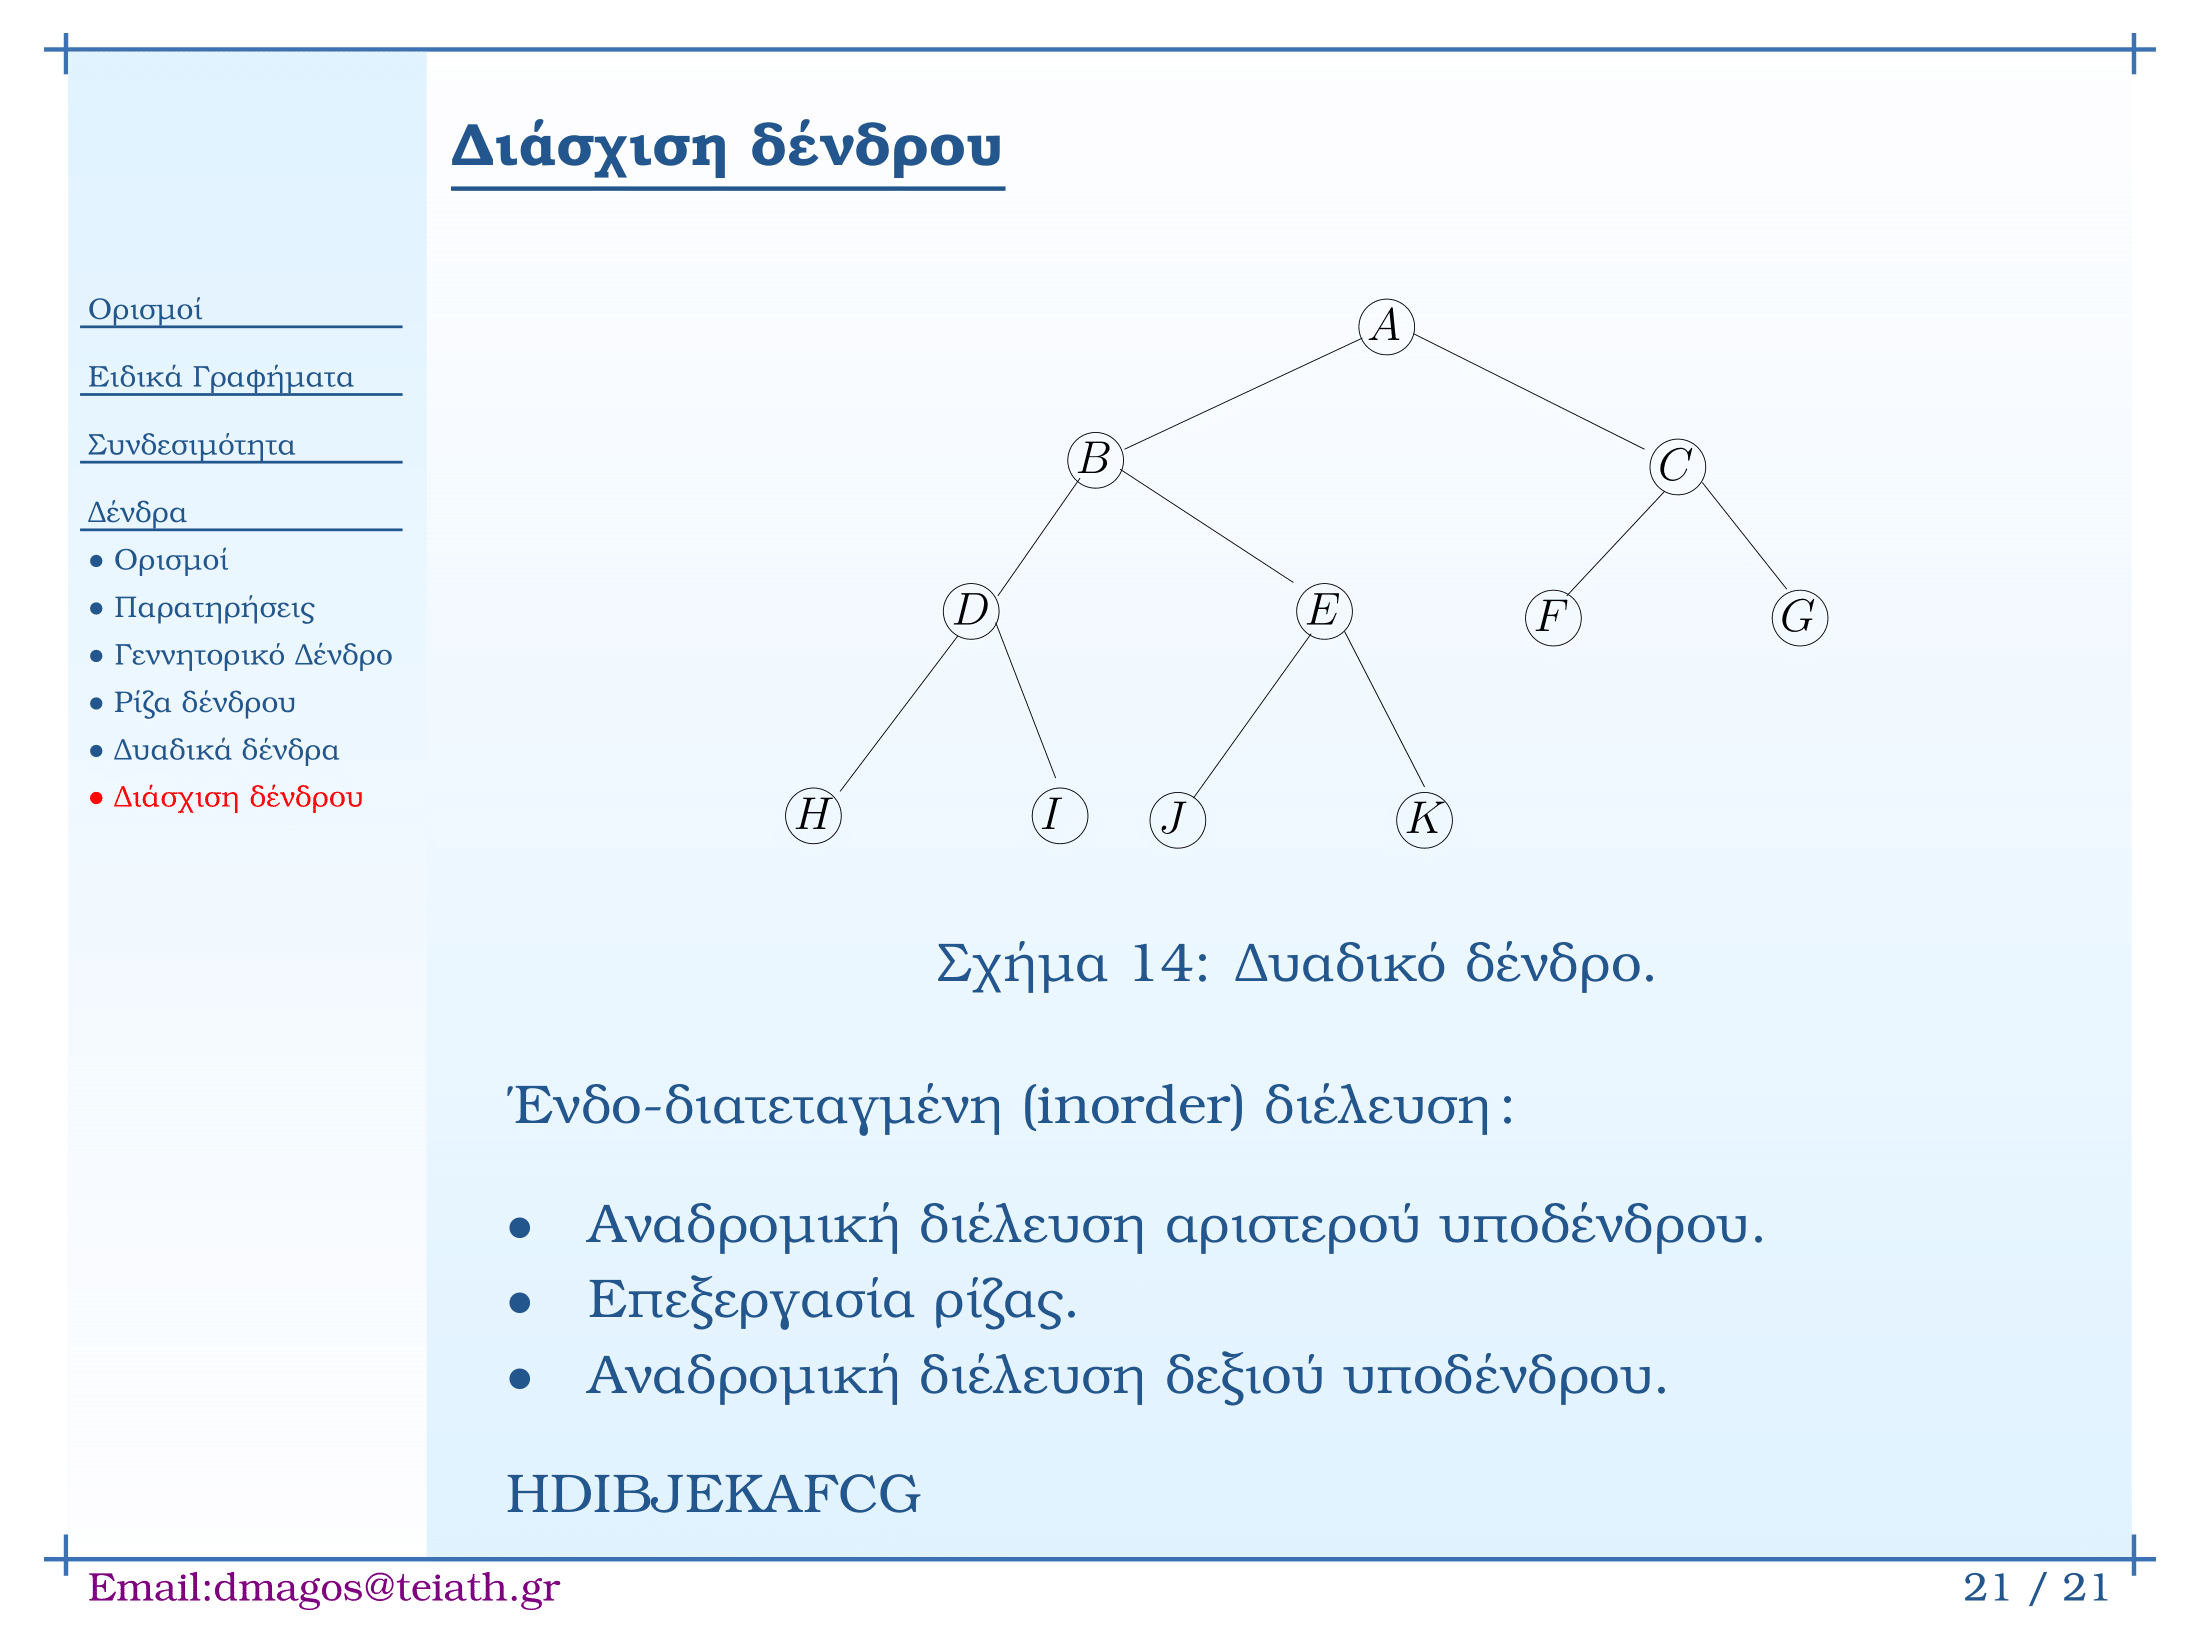 Διάσχιση δένδρου
Ορισμοί
Ειδικά Γραφήματα
Συνδεσιμότητα
Δένδρα
● Ορισμοί
● Παρατηρήσεις
● Γεννητορικό Δένδρο
● Ρίζα δένδρου
● Δυαδικά δένδρα
● Διάσχιση δένδρου
A
B C
D E F G
H I J K
Σχήμα 14: Δυαδικό δένδρο.
Ένδο-διατεταγμένη (inorder) διέλευση:
● Αναδρομική διέλευση αριστερού υποδένδρου.
● Επεξεργασία ρίζας.
● Αναδρομική διέλευση δεξιού υποδένδρου.
HDIBJEKAFCG
Email:dmagos@teiath.gr
21 / 21